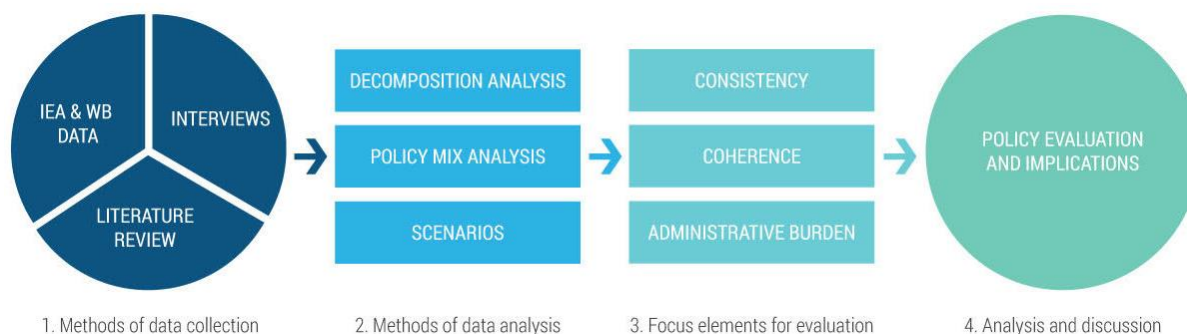 IEA & WB
DATA
INTERVIEWS
LITERATURE
REVIEW
DECOMPOSITION ANALYSIS
POLICY MIX ANALYSIS
SCENARIOS
CONSISTENCY
COHERENCE
ADMINISTRATIVE BURDEN
POLICY EVALUATION
AND IMPLICATIONS
1. Methods of data collection
2. Methods of data analysis
3. Focus elements for evaluation
4. Analysis and discussion